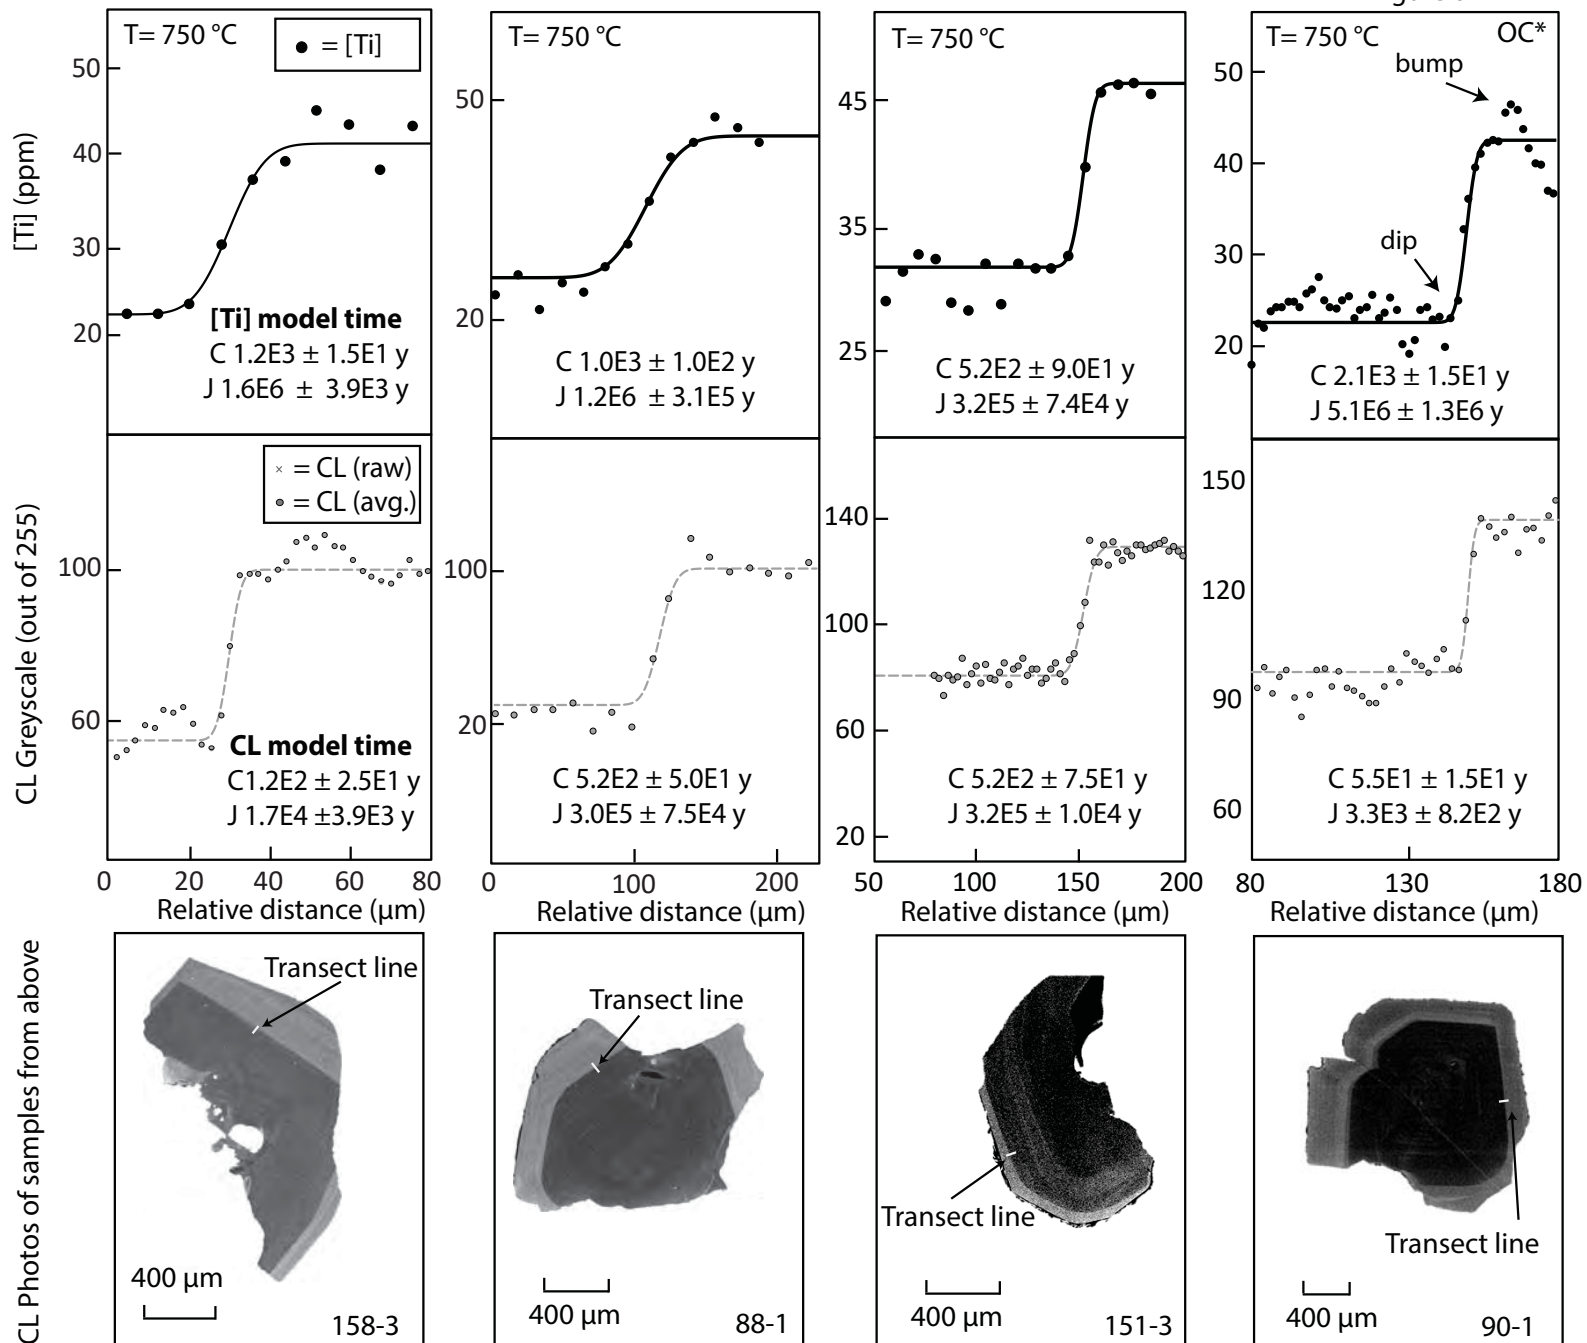 T= 750 °C
● = [Ti]
50
40
30
20
[Ti] (ppm)
[Ti] model time
C 1.2E3 ± 1.5E1 y
J 1.6E6 ± 3.9E3 y
T= 750 °C
50
20
C 1.0E3 ± 1.0E2 y
J 1.2E6 ± 3.1E5 y
T= 750 °C
45
35
25
C 5.2E2 ± 9.0E1 y
J 3.2E5 ± 7.4E4 y
T= 750 °C
OC*
bump
dip
50
40
30
20
C 2.1E3 ± 1.5E1 y
J 5.1E6 ± 1.3E6 y
× = CL (raw)
= CL (avg.)
100
60
CL Greyscale (out of 255)
CL model time
C1.2E2 ± 2.5E1 y
J 1.7E4 ±3.9E3 y
0 20 40 60 80
Relative distance (µm)
100
20
C 5.2E2 ± 5.0E1 y
J 3.0E5 ± 7.5E4 y
0 100 200
Relative distance (µm)
140
100
60
20
C 5.2E2 ± 7.5E1 y
J 3.2E5 ± 1.0E4 y
50 100 150 200
Relative distance (µm)
150
120
90
60
C 5.5E1 ± 1.5E1 y
J 3.3E3 ± 8.2E2 y
80 130 180
Relative distance (µm)
CL Photos of samples from above
Transect line
400 µm
158-3
Transect line
400 µm
88-1
Transect line
400 µm
151-3
Transect line
400 µm
90-1